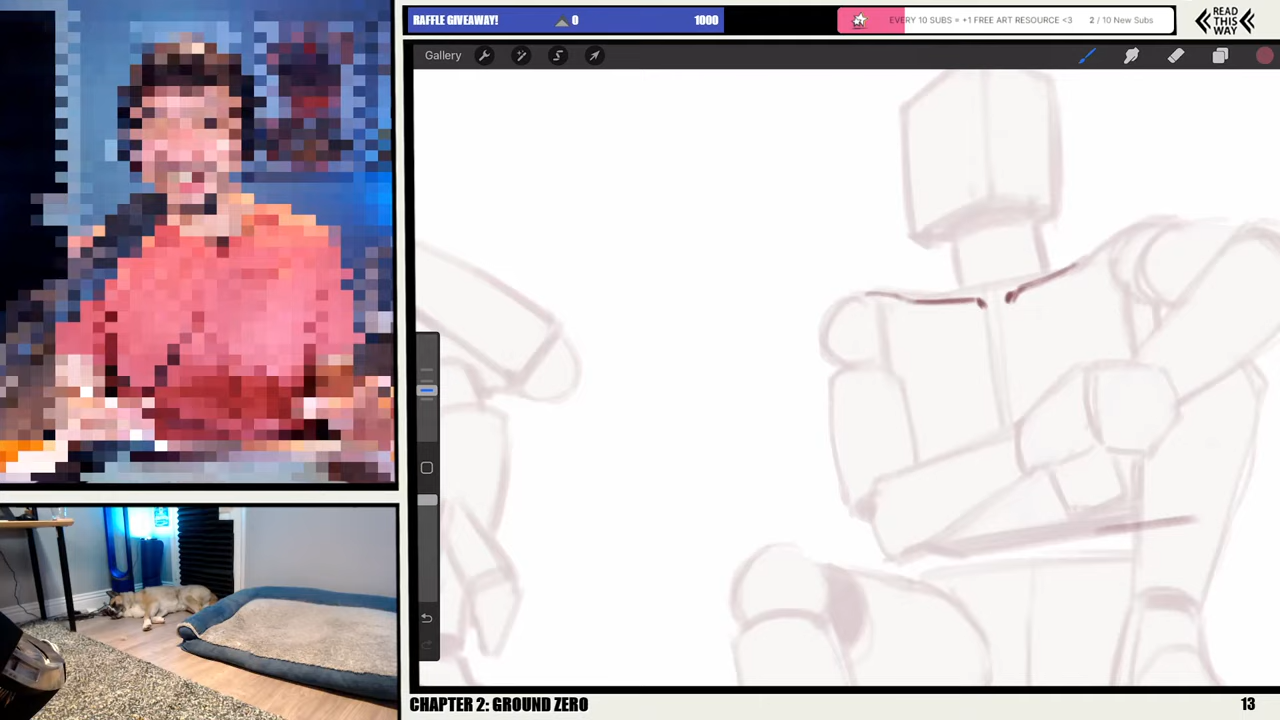 RAFFLE GIVEAWAY! 0 1000
EVERY 10 SUBS = +1 FREE ART RESOURCE <3 2 / 10 New Subs
READ
THIS
WAY
Gallery
CHAPTER 2: GROUND ZERO
13